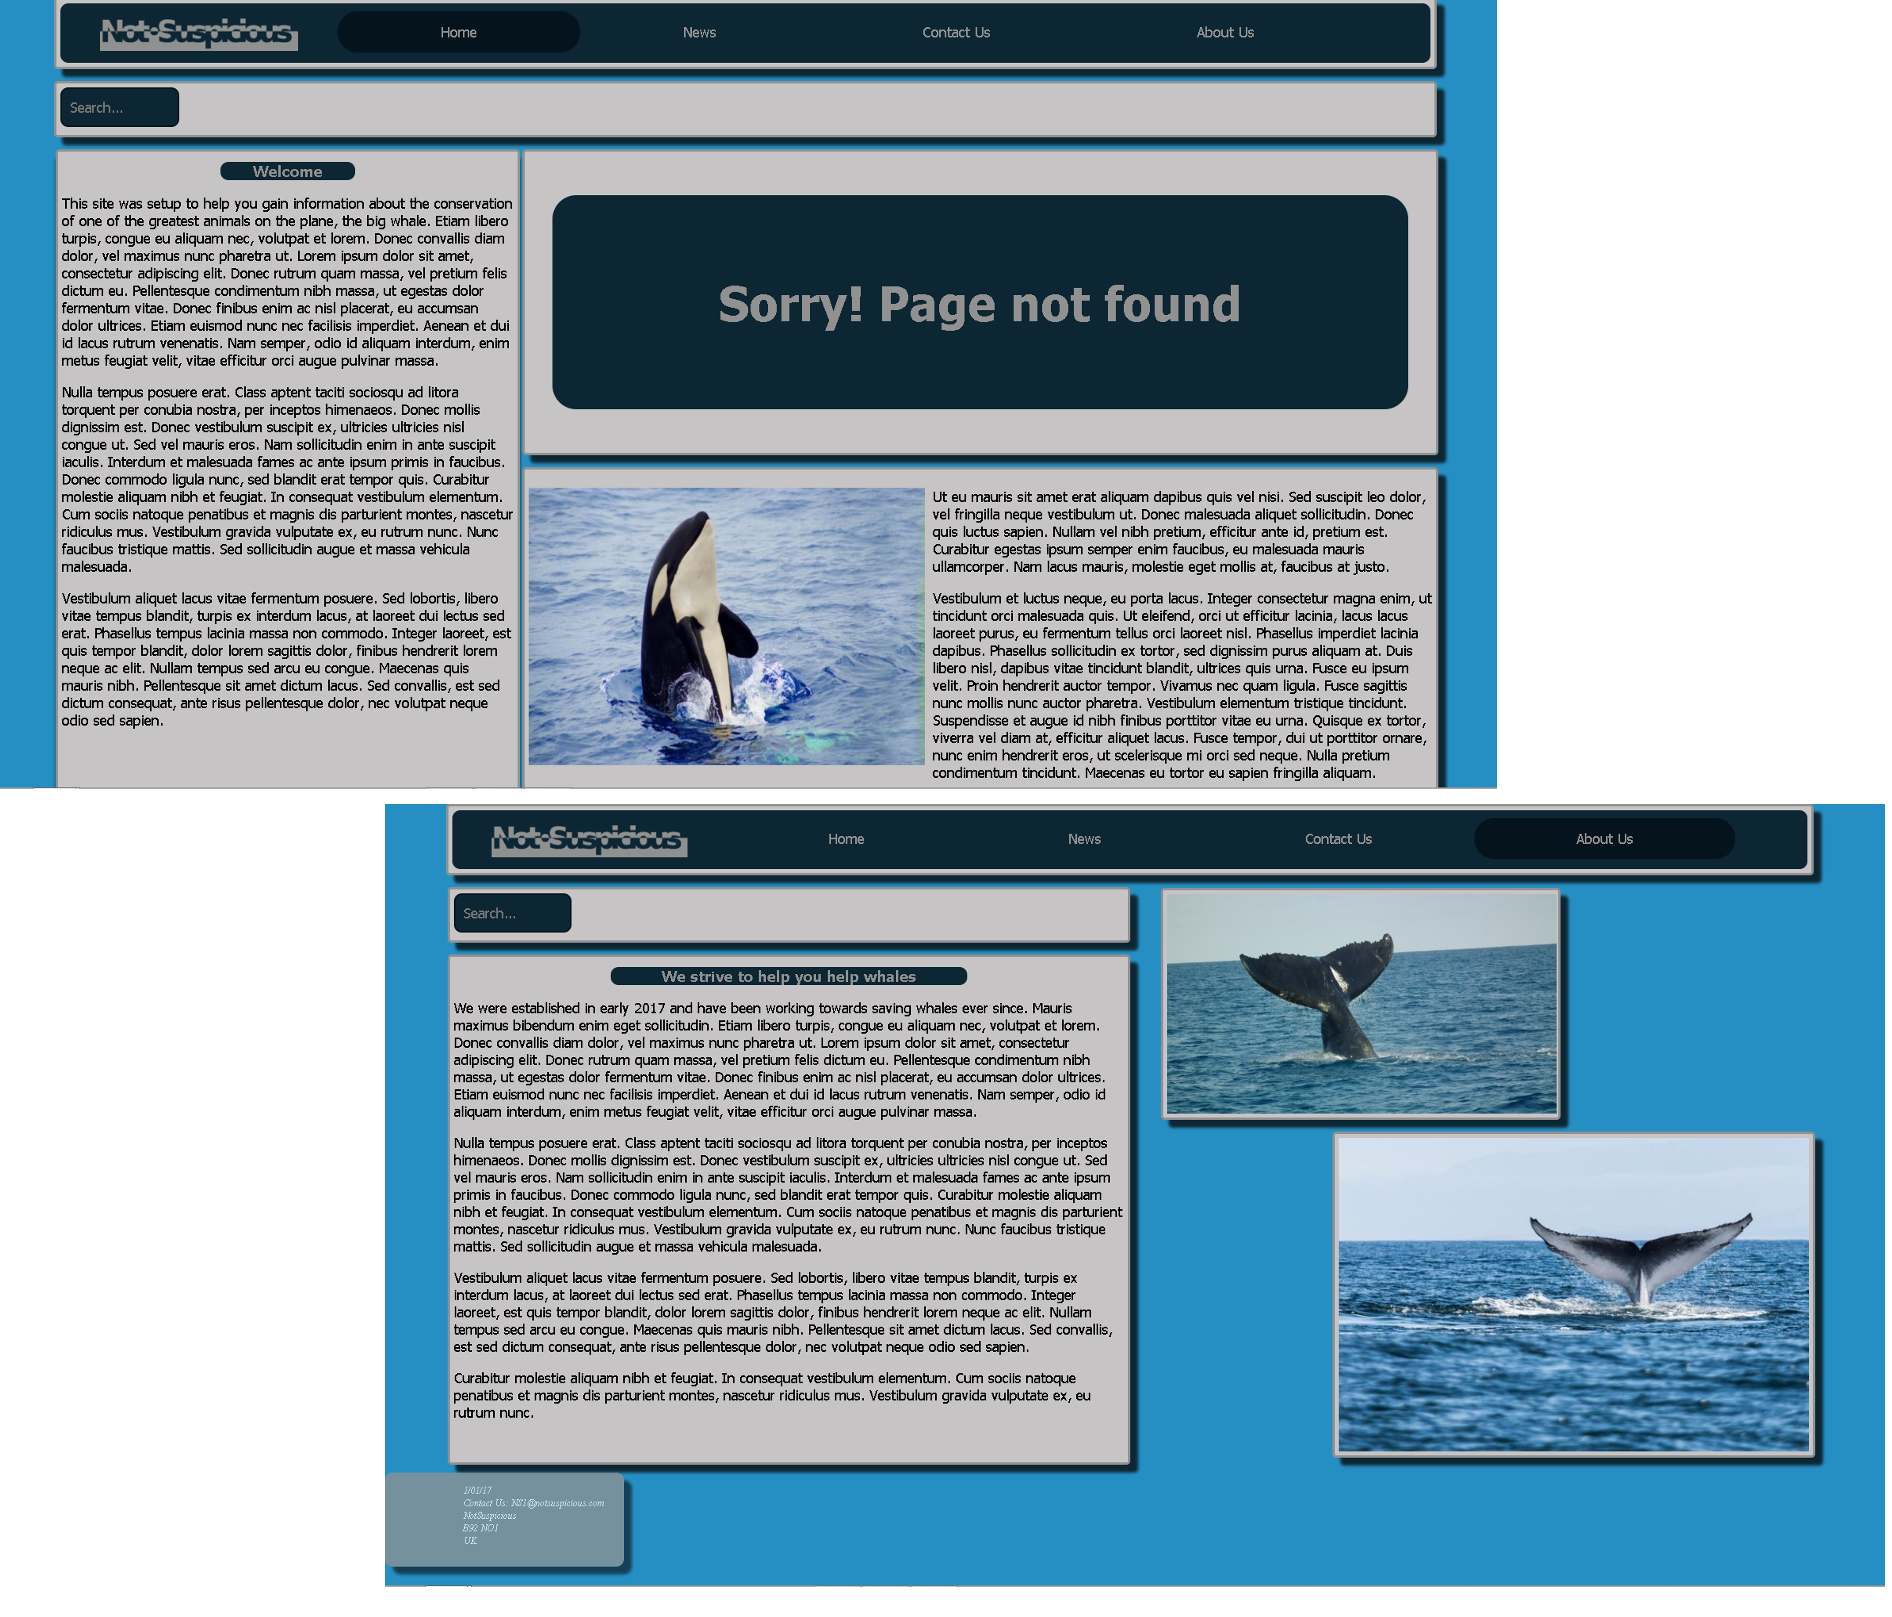 Not-Suspicious
Home
News
Contact Us
About Us
Search...
Welcome
This site was setup to help you gain information about the conservation
of one of the greatest animals on the plane, the big whale. Etiam libero
turpis, congue eu aliquam nec, volutpat et lorem. Donec convallis diam
dolor, vel maximus nunc pharetra ut. Lorem ipsum dolor sit amet,
consectetur adipiscing elit. Donec rutrum quam massa, vel pretium felis
dictum eu. Pellentesque condimentum nibh massa, ut egestas dolor
fermentum vitae. Donec finibus enim ac nisl placerat, eu accumsan
dolor ultrices. Etiam euismod nunc nec facilisis imperdiet. Aenean et dui
id lacus rutrum venenatis. Nam semper, odio id aliquam interdum, enim
metus feugiat velit, vitae efficitur orci augue pulvinar massa.
Nulla tempus posuere erat. Class aptent taciti sociosqu ad litora
torquent per conubia nostra, per inceptos himenaeos. Donec mollis
dignissim est. Donec vestibulum suscipit ex, ultricies ultricies nisl
congue ut. Sed vel mauris eros. Nam sollicitudin enim in ante suscipit
iaculis. Interdum et malesuada fames ac ante ipsum primis in faucibus.
Donec commodo ligula nunc, sed blandit erat tempor quis. Curabitur
molestie aliquam nibh et feugiat. In consequat vestibulum elementum.
Cum sociis natoque penatibus et magnis dis parturient montes, nascetur
ridiculus mus. Vestibulum gravida vulputate ex, eu rutrum nunc. Nunc
faucibus tristique mattis. Sed sollicitudin augue et massa vehicula
malesuada.
Vestibulum aliquet lacus vitae fermentum posuere. Sed lobortis, libero
vitae tempus blandit, turpis ex interdum lacus, at laoreet dui lectus sed
erat. Phasellus tempus lacinia massa non commodo. Integer laoreet, est
quis tempor blandit, dolor lorem sagittis dolor, finibus hendrerit lorem
neque ac elit. Nullam tempus sed arcu eu congue. Maecenas quis
mauris nibh. Pellentesque sit amet dictum lacus. Sed convallis, est sed
dictum consequat, ante risus pellentesque dolor, nec volutpat neque
odio sed sapien.
Sorry! Page not found
Ut eu mauris sit amet erat aliquam dapibus quis vel nisi. Sed suscipit leo dolor,
vel fringilla neque vestibulum ut. Donec malesuada aliquet sollicitudin. Donec
quis luctus sapien. Nullam vel nibh pretium, efficitur ante id, pretium est.
Curabitur egestas ipsum semper enim faucibus, eu malesuada mauris
ullamcorper. Nam lacus mauris, molestie eget mollis at, faucibus at justo.
Vestibulum et luctus neque, eu porta lacus. Integer consectetur magna enim, ut
tincidunt orci malesuada quis. Ut eleifend, orci ut efficitur lacinia, lacus lacus
laoreet purus, eu fermentum tellus orci laoreet nisl. Phasellus imperdiet lacinia
dapibus. Phasellus sollicitudin ex tortor, sed dignissim purus aliquam at. Duis
libero nisl, dapibus vitae tincidunt blandit, ultrices quis urna. Fusce eu ipsum
velit. Proin hendrerit auctor tempor. Vivamus nec quam ligula. Fusce sagittis
nunc mollis nunc auctor pharetra. Vestibulum elementum tristique tincidunt.
Suspendisse et augue id nibh finibus porttitor vitae eu urna. Quisque ex tortor,
viverra vel diam at, efficitur aliquet lacus. Fusce tempor, dui ut porttitor ornare,
nunc enim hendrerit eros, ut scelerisque mi orci sed neque. Nulla pretium
condimentum tincidunt. Maecenas eu tortor eu sapien fringilla aliquam.
Not-Suspicious
Home
News
Contact Us
About Us
Search...
We strive to help you help whales
We were established in early 2017 and have been working towards saving whales ever since. Mauris
maximus bibendum enim eget sollicitudin. Etiam libero turpis, congue eu aliquam nec, volutpat et lorem.
Donec convallis diam dolor, vel maximus nunc pharetra ut. Lorem ipsum dolor sit amet, consectetur
adipiscing elit. Donec rutrum quam massa, vel pretium felis dictum eu. Pellentesque condimentum nibh
massa, ut egestas dolor fermentum vitae. Donec finibus enim ac nisl placerat, eu accumsan dolor ultrices.
Etiam euismod nunc nec facilisis imperdiet. Aenean et dui id lacus rutrum venenatis. Nam semper, odio id
aliquam interdum, enim metus feugiat velit, vitae efficitur orci augue pulvinar massa.
Nulla tempus posuere erat. Class aptent taciti sociosqu ad litora torquent per conubia nostra, per inceptos
himenaeos. Donec mollis dignissim est. Donec vestibulum suscipit ex, ultricies ultricies nisl congue ut. Sed
vel mauris eros. Nam sollicitudin enim in ante suscipit iaculis. Interdum et malesuada fames ac ante ipsum
primis in faucibus. Donec commodo ligula nunc, sed blandit erat tempor quis. Curabitur molestie aliquam
nibh et feugiat. In consequat vestibulum elementum. Cum sociis natoque penatibus et magnis dis parturient
montes, nascetur ridiculus mus. Vestibulum gravida vulputate ex, eu rutrum nunc. Nunc faucibus tristique
mattis. Sed sollicitudin augue et massa vehicula malesuada.
Vestibulum aliquet lacus vitae fermentum posuere. Sed lobortis, libero vitae tempus blandit, turpis ex
interdum lacus, at laoreet dui lectus sed erat. Phasellus tempus lacinia massa non commodo. Integer
laoreet, est quis tempor blandit, dolor lorem sagittis dolor, finibus hendrerit lorem neque ac elit. Nullam
tempus sed arcu eu congue. Maecenas quis mauris nibh. Pellentesque sit amet dictum lacus. Sed convallis,
est sed dictum consequat, ante risus pellentesque dolor, nec volutpat neque odio sed sapien.
Curabitur molestie aliquam nibh et feugiat. In consequat vestibulum elementum. Cum sociis natoque
penatibus et magnis dis parturient montes, nascetur ridiculus mus. Vestibulum gravida vulputate ex, eu
rutrum nunc.
1/01/17
Contact Us: NS1@notsuspicious.com
NotSuspicious
B92 NO1
UK